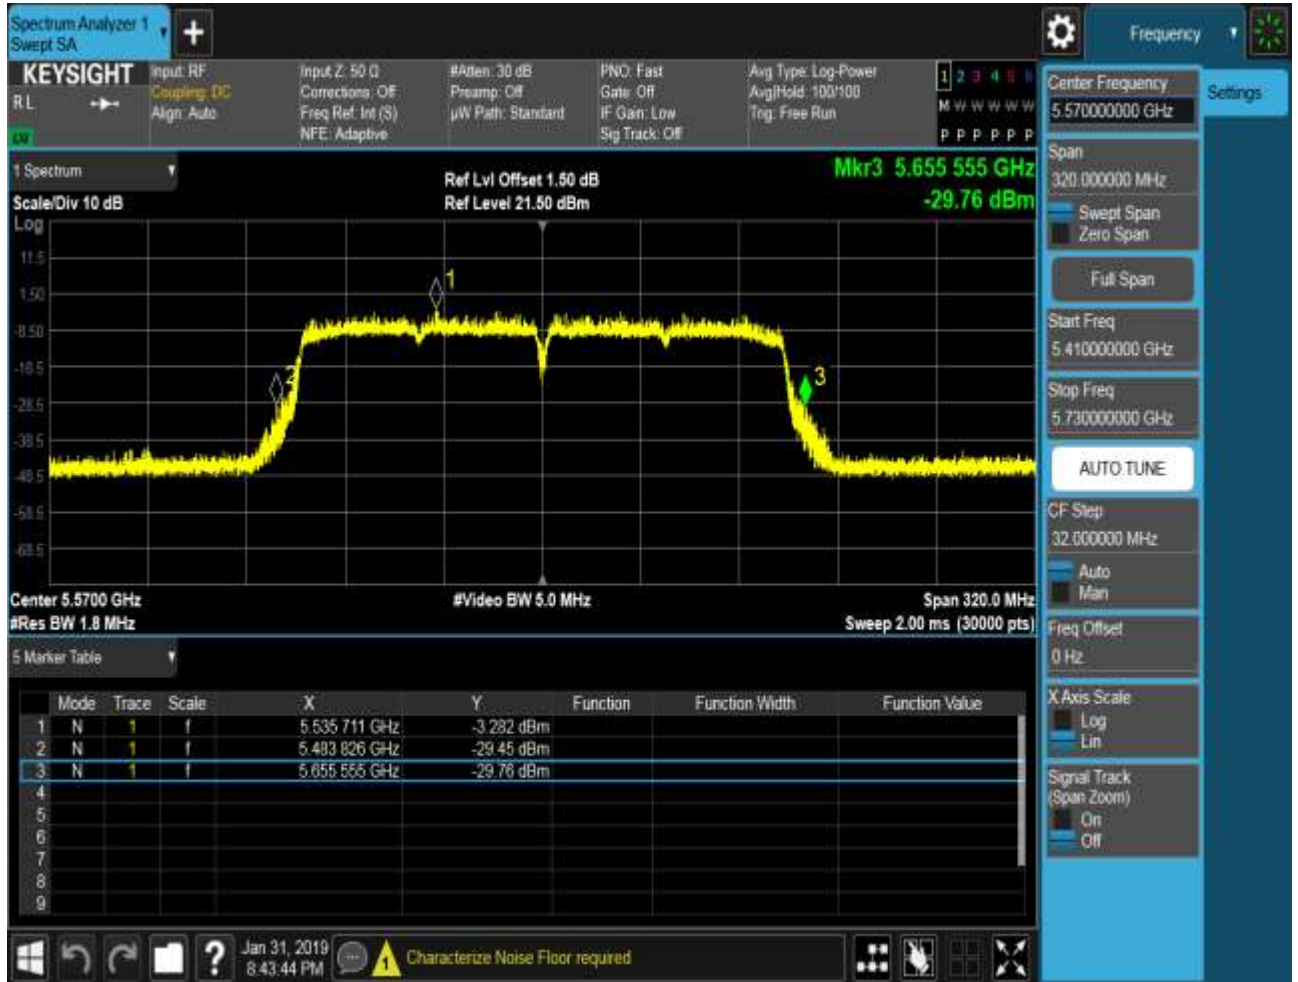 Spectrum Analyzer 1
Swept SA
+
Frequency
KEYSIGHT
RL
Input: RF
Coupling: DC
Align: Auto
Input Z: 50 Ω
Corrections: Off
Freq Ref: Int (S)
NFE: Adaptive
#Atten: 30 dB
Preamp: Off
µW Path: Standard
PNO: Fast
Gate: Off
IF Gain: Low
Sig Track: Off
Avg Type: Log-Power
Avg|Hold: 100/100
Trig: Free Run
1 2 3 4 5 6
M W W W W W
P P P P P P
1 Spectrum
Scale/Div 10 dB
Ref Lvl Offset 1.50 dB
Ref Level 21.50 dBm
Mkr3 5.655 555 GHz
-29.76 dBm
Log
11.5
1.50
-8.50
-18.5
-28.5
-38.5
-48.5
-58.5
-68.5
1
2
3
Center 5.5700 GHz
#Res BW 1.8 MHz
#Video BW 5.0 MHz
Span 320.0 MHz
Sweep 2.00 ms (30000 pts)
5 Marker Table
Mode Trace Scale X Y Function Function Width Function Value
1 N 1 f 5.535 711 GHz -3.282 dBm
2 N 1 f 5.483 826 GHz -29.45 dBm
3 N 1 f 5.655 555 GHz -29.76 dBm
4
5
6
7
8
9
Jan 31, 2019
8:43:44 PM
?
1
Characterize Noise Floor required
Center Frequency
5.570000000 GHz
Settings
Span
320.000000 MHz
Swept Span
Zero Span
Full Span
Start Freq
5.410000000 GHz
Stop Freq
5.730000000 GHz
AUTO TUNE
CF Step
32.000000 MHz
Auto
Man
Freq Offset
0 Hz
X Axis Scale
Log
Lin
Signal Track
(Span Zoom)
On
Off